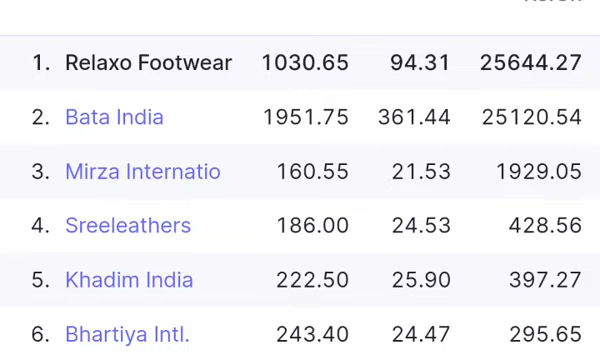 1. Relaxo Footwear 1030.65 94.31 25644.27
2. Bata India 1951.75 361.44 25120.54
3. Mirza Internatio 160.55 21.53 1929.05
4. Sreeleathers 186.00 24.53 428.56
5. Khadim India 222.50 25.90 397.27
6. Bhartiya Intl. 243.40 24.47 295.65